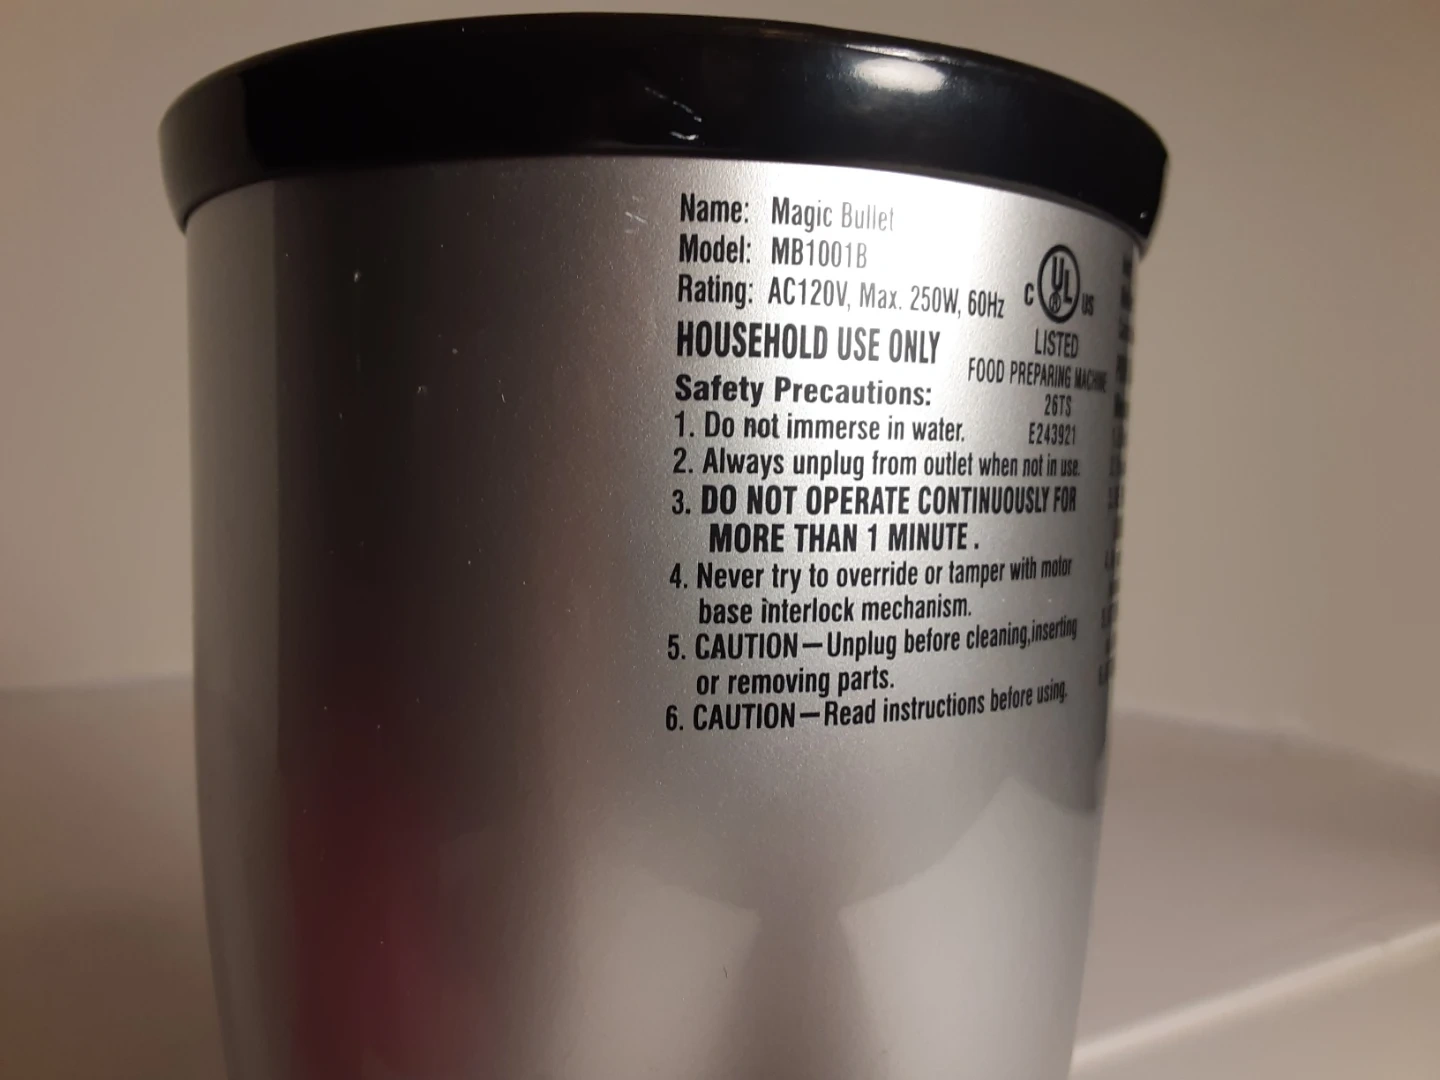 Name: Magic Bullet
Model: MB1001B
Rating: AC120V, Max. 250W, 60Hz
C UL ® US
LISTED
FOOD PREPARING MACHINE
26TS
E243921
HOUSEHOLD USE ONLY
Safety Precautions:
1. Do not immerse in water.
2. Always unplug from outlet when not in use.
3. DO NOT OPERATE CONTINUOUSLY FOR
MORE THAN 1 MINUTE.
4. Never try to override or tamper with motor
base interlock mechanism.
5. CAUTION—Unplug before cleaning,inserting
or removing parts.
6. CAUTION—Read instructions before using.